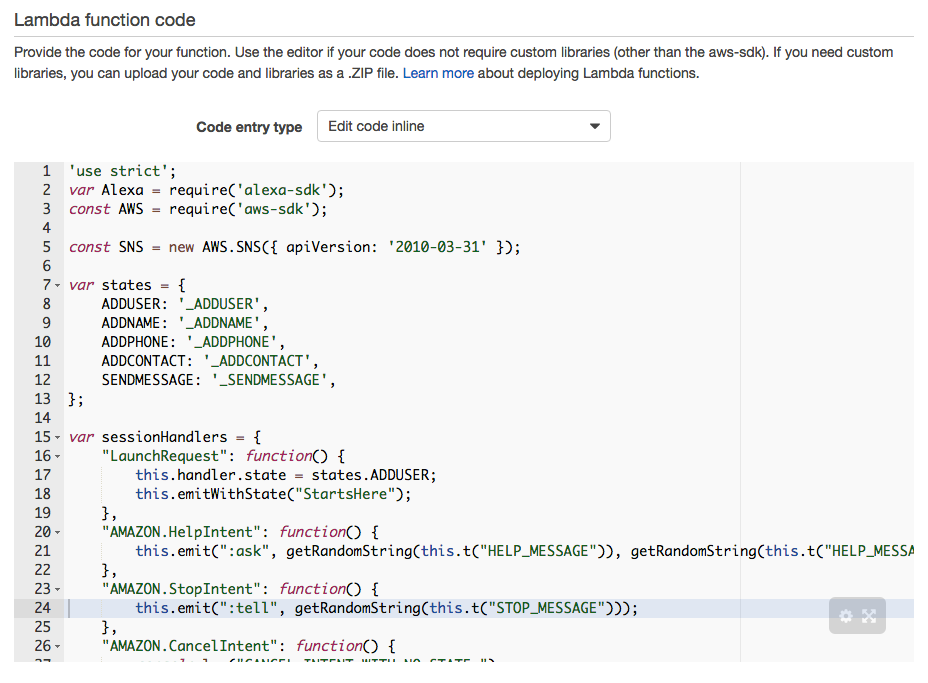 Lambda function code
Provide the code for your function. Use the editor if your code does not require custom libraries (other than the aws-sdk). If you need custom
libraries, you can upload your code and libraries as a .ZIP file. Learn more about deploying Lambda functions.
Code entry type Edit code inline
1 'use strict';
2 var Alexa = require('alexa-sdk');
3 const AWS = require('aws-sdk');
4
5 const SNS = new AWS.SNS({ apiVersion: '2010-03-31' });
6
7 var states = {
8 ADDUSER: '_ADDUSER',
9 ADDNAME: '_ADDNAME',
10 ADDPHONE: '_ADDPHONE',
11 ADDCONTACT: '_ADDCONTACT',
12 SENDMESSAGE: '_SENDMESSAGE',
13 };
14
15 var sessionHandlers = {
16 "LaunchRequest": function() {
17 this.handler.state = states.ADDUSER;
18 this.emitWithState("StartsHere");
19 },
20 "AMAZON.HelpIntent": function() {
21 this.emit(":ask", getRandomString(this.t("HELP_MESSAGE")), getRandomString(this.t("HELP_MESSA
22 },
23 "AMAZON.StopIntent": function() {
24 this.emit(":tell", getRandomString(this.t("STOP_MESSAGE")));
25 },
26 "AMAZON.CancelIntent": function() {